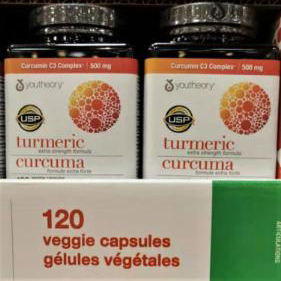 Curcumin C3 Complex® | 500 mg
youtheory®
USP
turmeric
extra strength formula
curcuma
formule extra forte
Curcumin C3 Complex® | 500 mg
youtheory®
USP
turmeric
extra strength formula
curcuma
formule extra forte
120
veggie capsules
gélules végétales
ARTICULATIONS